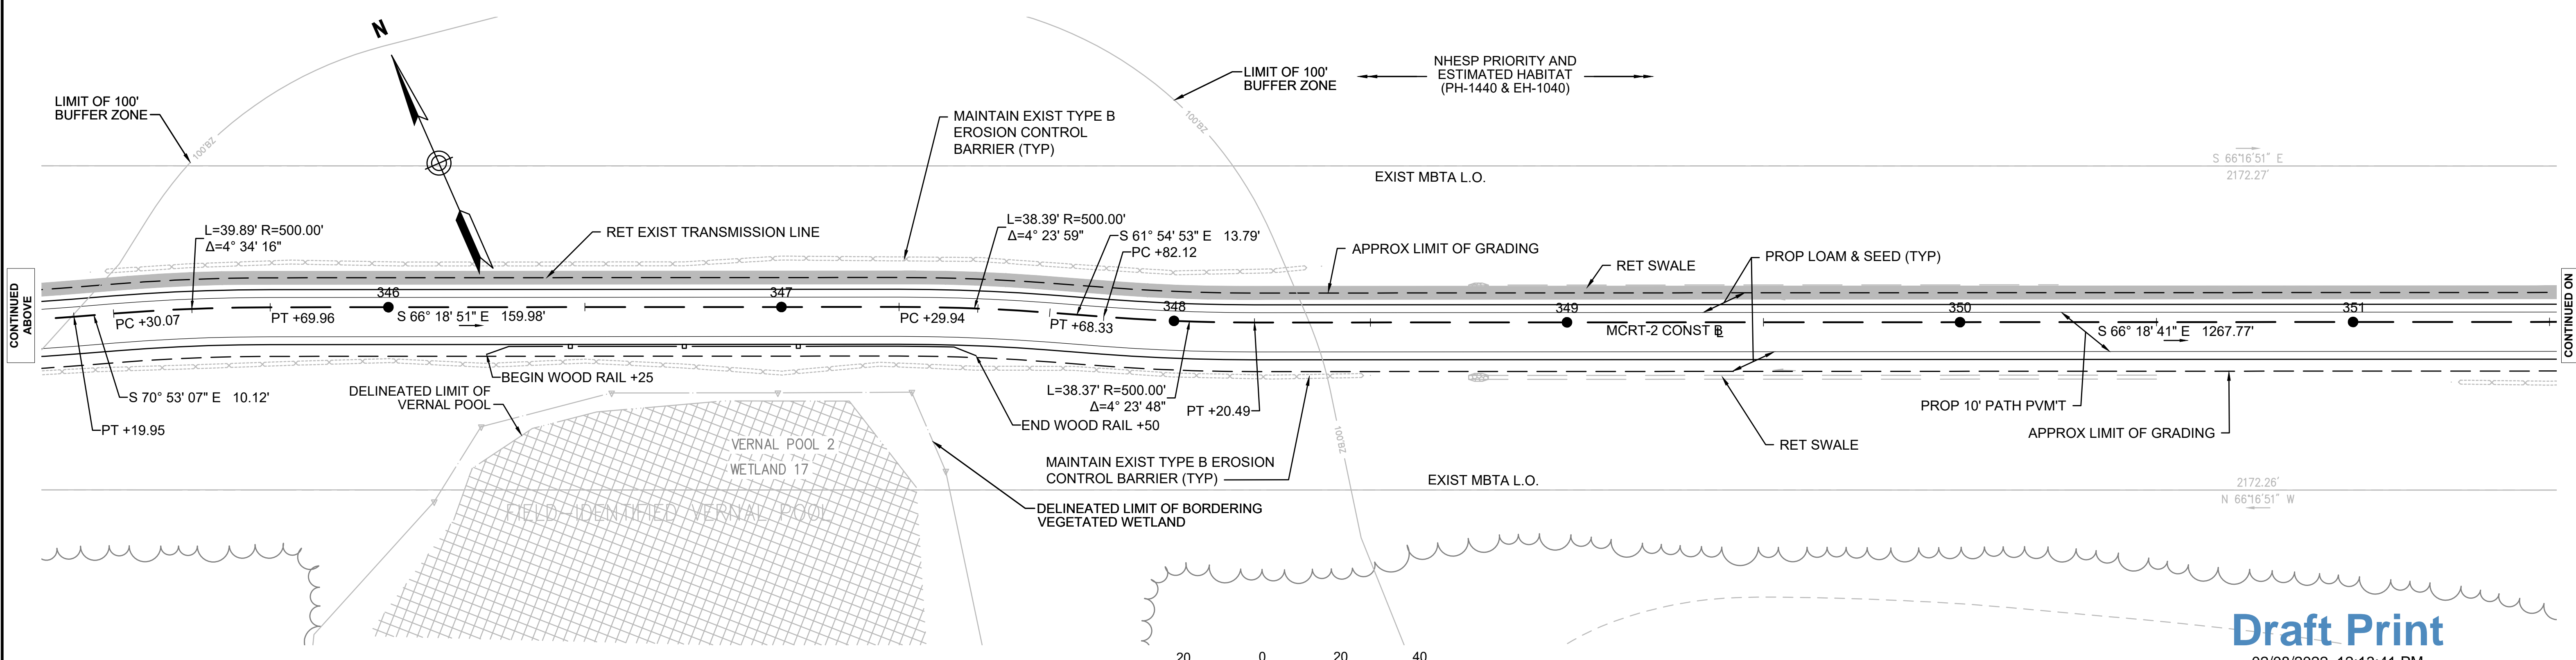 N
LIMIT OF 100'
BUFFER ZONE
100'BZ
LIMIT OF 100'
BUFFER ZONE
100'BZ
NHESP PRIORITY AND
ESTIMATED HABITAT
(PH-1440 & EH-1040)
MAINTAIN EXIST TYPE B
EROSION CONTROL
BARRIER (TYP)
EXIST MBTA L.O.
S 66°16'51" E
2172.27'
L=39.89' R=500.00'
Δ=4° 34' 16"
RET EXIST TRANSMISSION LINE
L=38.39' R=500.00'
Δ=4° 23' 59"
S 61° 54' 53" E 13.79'
PC +82.12
APPROX LIMIT OF GRADING
RET SWALE
PROP LOAM & SEED (TYP)
CONTINUED
ABOVE
CONTINUED ON
346
347
348
349
350
351
PC +30.07
PT +69.96
S 66° 18' 51" E 159.98'
PC +29.94
PT +68.33
MCRT-2 CONST BL
S 66° 18' 41" E 1267.77'
BEGIN WOOD RAIL +25
DELINEATED LIMIT OF
VERNAL POOL
S 70° 53' 07" E 10.12'
PT +19.95
L=38.37' R=500.00'
Δ=4° 23' 48"
PT +20.49
END WOOD RAIL +50
PROP 10' PATH PVM'T
APPROX LIMIT OF GRADING
RET SWALE
100'BZ
VERNAL POOL 2
WETLAND 17
MAINTAIN EXIST TYPE B EROSION
CONTROL BARRIER (TYP)
EXIST MBTA L.O.
2172.26'
N 66°16'51" W
FIELD-IDENTIFIED VERNAL POOL
DELINEATED LIMIT OF BORDERING
VEGETATED WETLAND
Draft Print
20 0 20 40